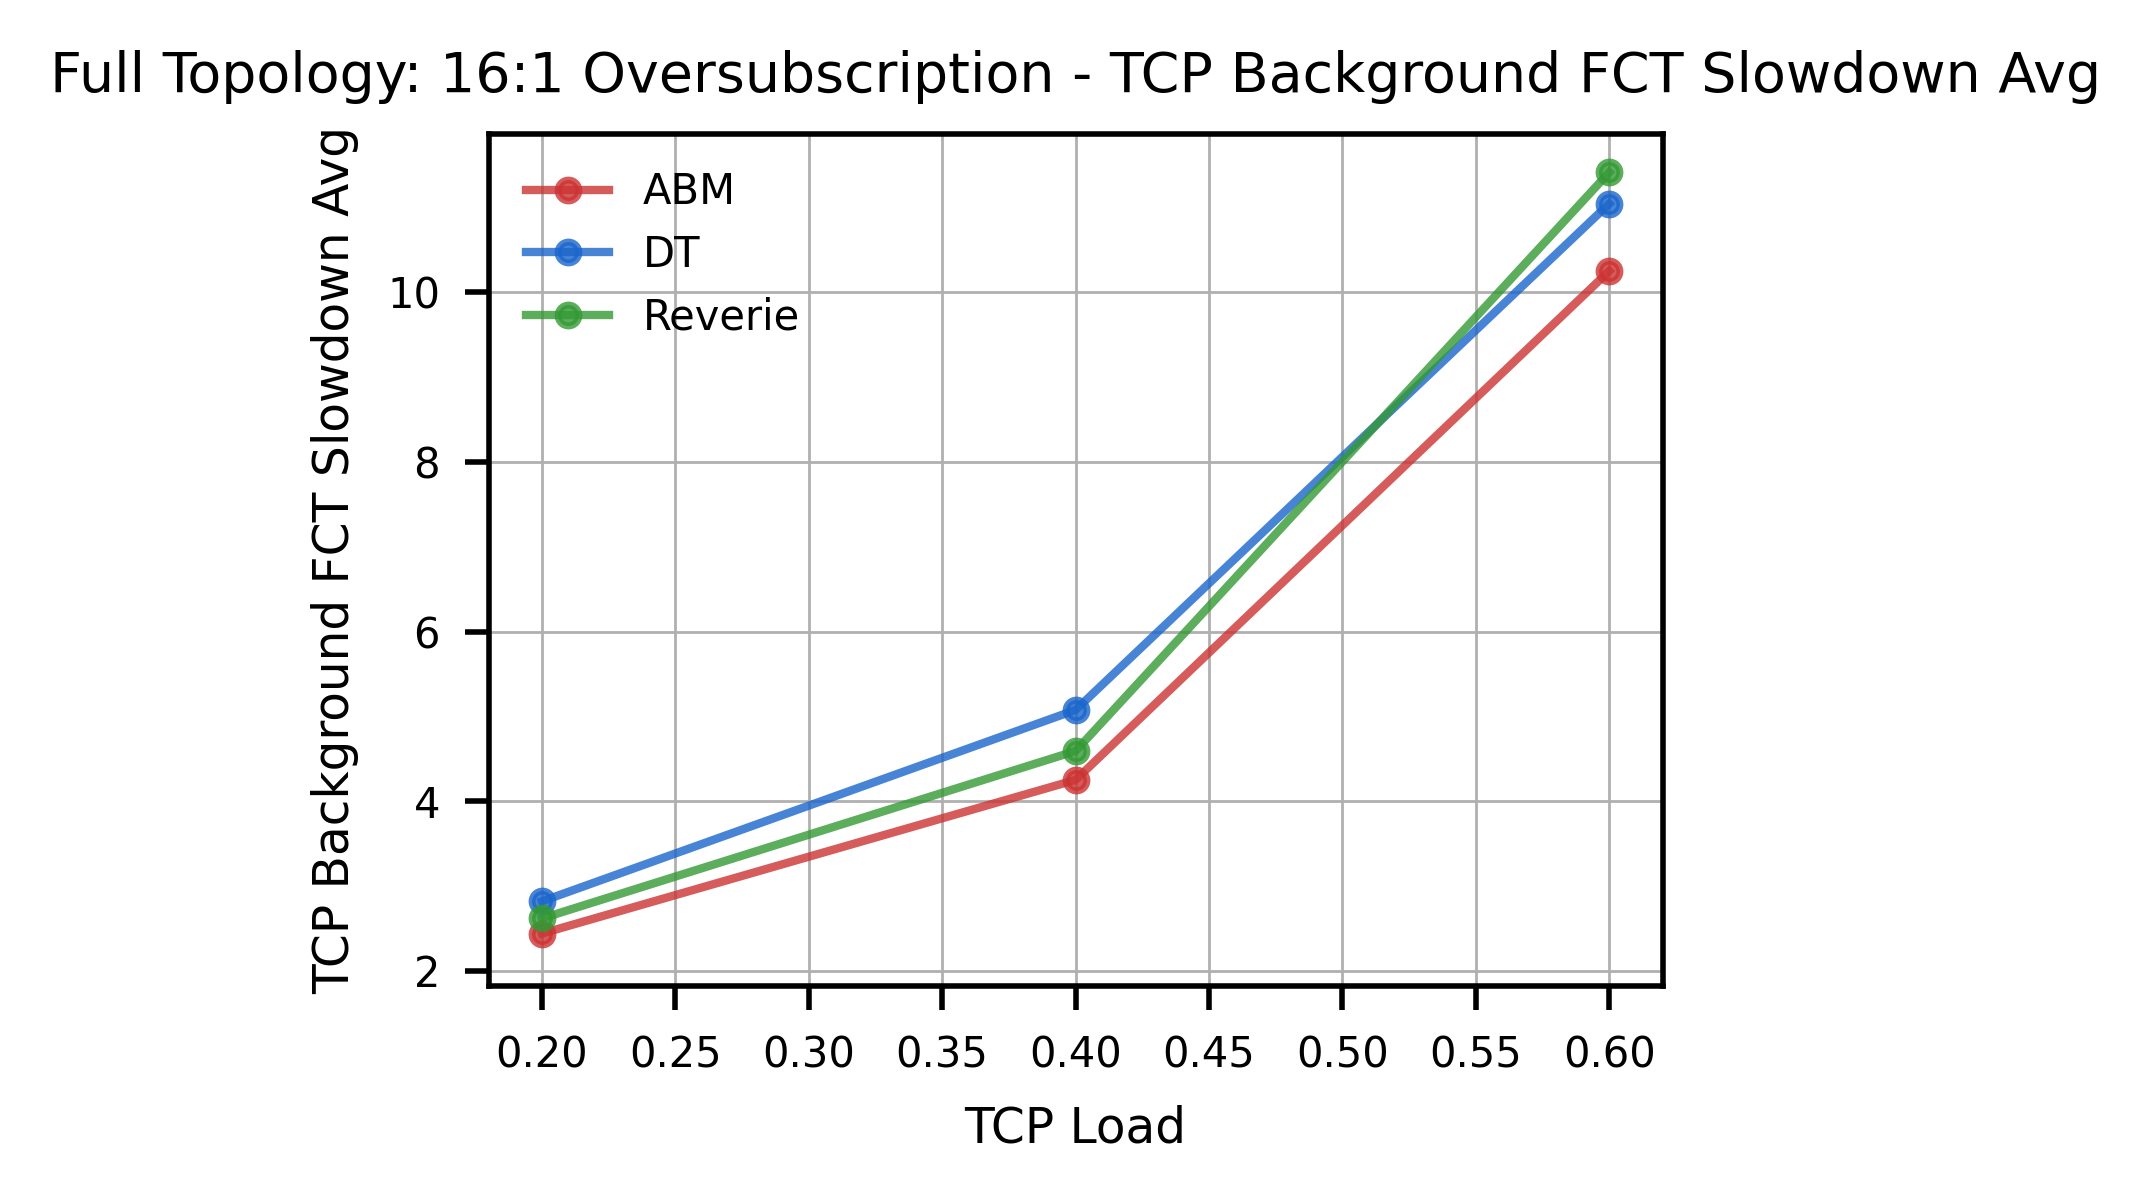 Full Topology: 16:1 Oversubscription - TCP Background FCT Slowdown Avg
TCP Background FCT Slowdown Avg
ABM
DT
Reverie
10
8
6
4
2
0.20 0.25 0.30 0.35 0.40 0.45 0.50 0.55 0.60
TCP Load